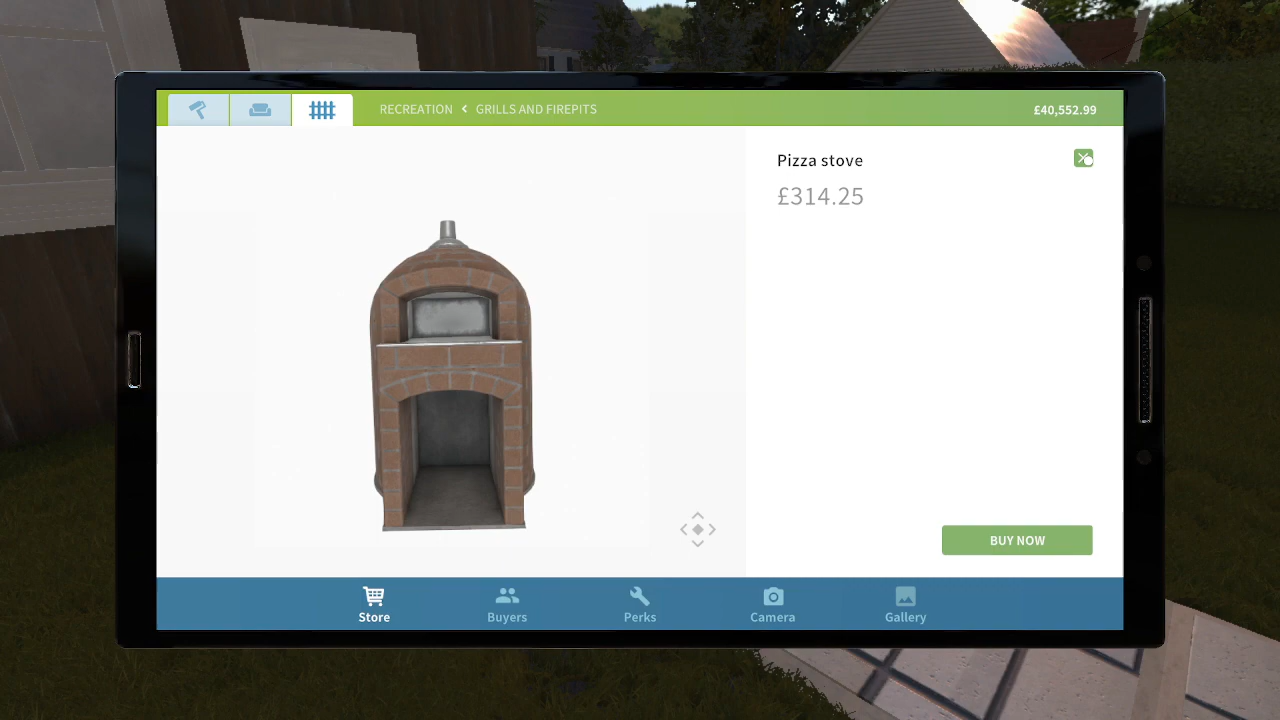 RECREATION < GRILLS AND FIREPITS
£40,552.99
Pizza stove
£314.25
BUY NOW
Store
Buyers
Perks
Camera
Gallery